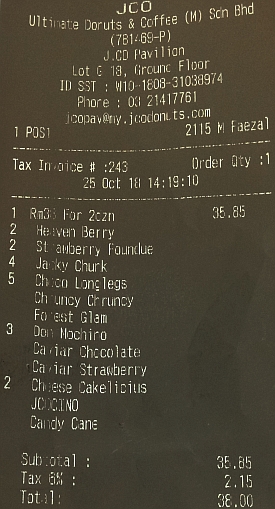 JCO
Ultimate Donuts & Coffee (M) Sdn Bhd
(781469-P)
J.CO Pavilion
Lot G 18, Ground Floor
ID SST : W10-1808-31038974
Phone : 03 21417761
jcopav@my.jcodonuts.com
1 POS1 2115 M Faezal
Tax Invoice # :243 Order Qty :1
25 Oct 18 14:19:10
1 Rm38 For 2dzn 35.85
2 Heaven Berry
2 Strawberry Foundue
4 Jacky Chunk
5 Choco Longlegs
Chruncy Chruncy
Forest Glam
3 Don Mochino
Caviar Chocolate
Caviar Strawberry
2 Cheese Cakelicius
JCOCCINO
Candy Cane
Subtotal : 35.85
Tax 6% : 2.15
Total: 38.00